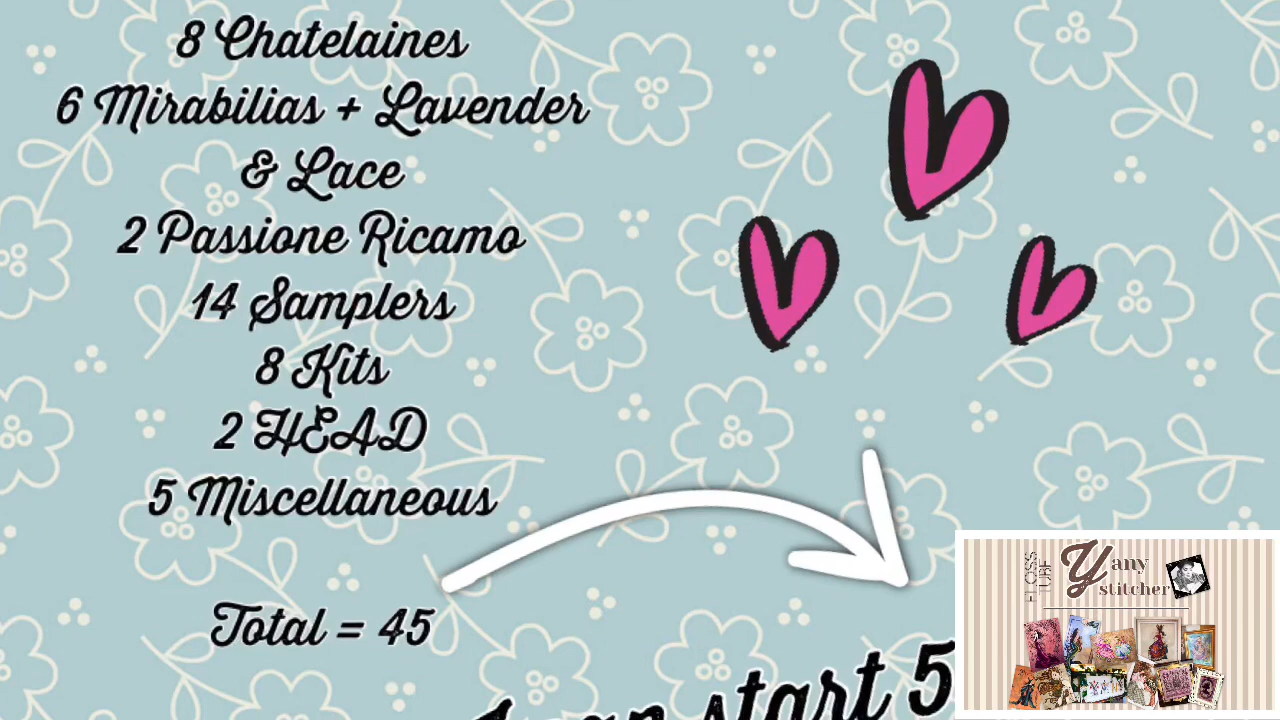 8 Chatelaines
6 Mirabilias + Lavender
& Lace
2 Passione Ricamo
14 Samplers
8 Kits
2 HEAD
5 Miscellaneous
Total = 45
start 5
FLOSS
TUBE
Yany
stitcher